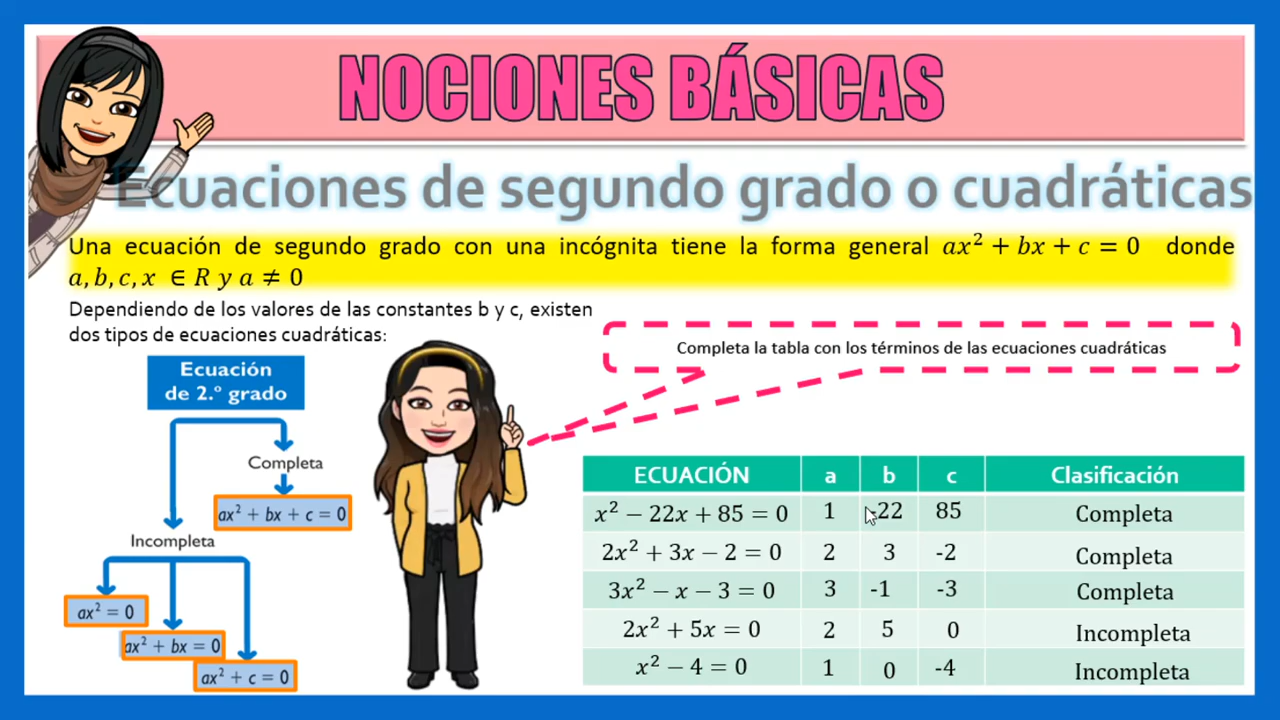 NOCIONES BÁSICAS
Ecuaciones de segundo grado o cuadráticas
Una ecuación de segundo grado con una incógnita tiene la forma general ax² + bx + c = 0 donde
a, b, c, x ∈ R y a ≠ 0
Dependiendo de los valores de las constantes b y c, existen
dos tipos de ecuaciones cuadráticas:
Completa la tabla con los términos de las ecuaciones cuadráticas
Ecuación
de 2.º grado
Completa
ax² + bx + c = 0
Incompleta
ax² = 0
ax² + bx = 0
ax² + c = 0
ECUACIÓN a b c Clasificación
x² − 22x + 85 = 0 1 -22 85 Completa
2x² + 3x − 2 = 0 2 3 -2 Completa
3x² − x − 3 = 0 3 -1 -3 Completa
2x² + 5x = 0 2 5 0 Incompleta
x² − 4 = 0 1 0 -4 Incompleta